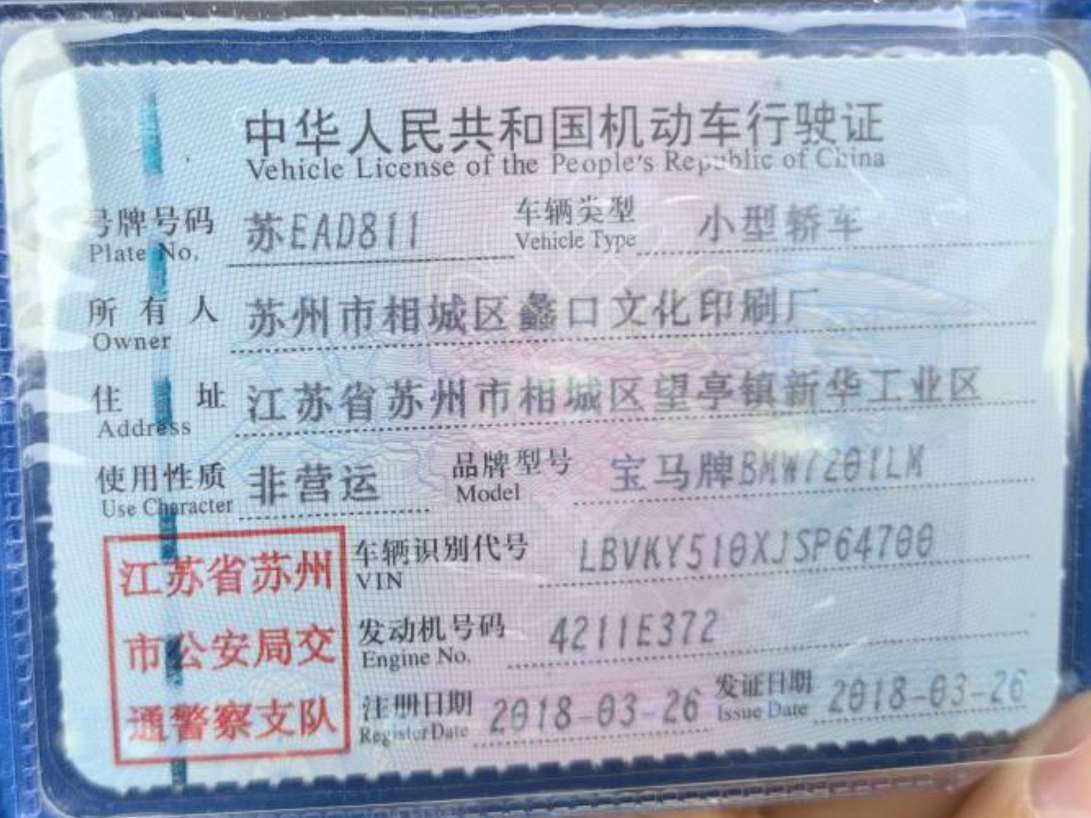 中华人民共和国机动车行驶证
Vehicle License of the People's Republic of China
号牌号码 苏EAD811 车辆类型 小型轿车
Plate No. Vehicle Type
所有人 苏州市相城区蠡口文化印刷厂
Owner
住址 江苏省苏州市相城区望亭镇新华工业区
Address
使用性质 非营运 品牌型号 宝马牌BMW7201LM
Use Character Model
江苏省苏州 车辆识别代号 LBVKY510XJSP64700
VIN
市公安局交 发动机号码 4211E372
Engine No.
通警察支队 注册日期 2018-03-26 发证日期 2018-03-26
Register Date Issue Date